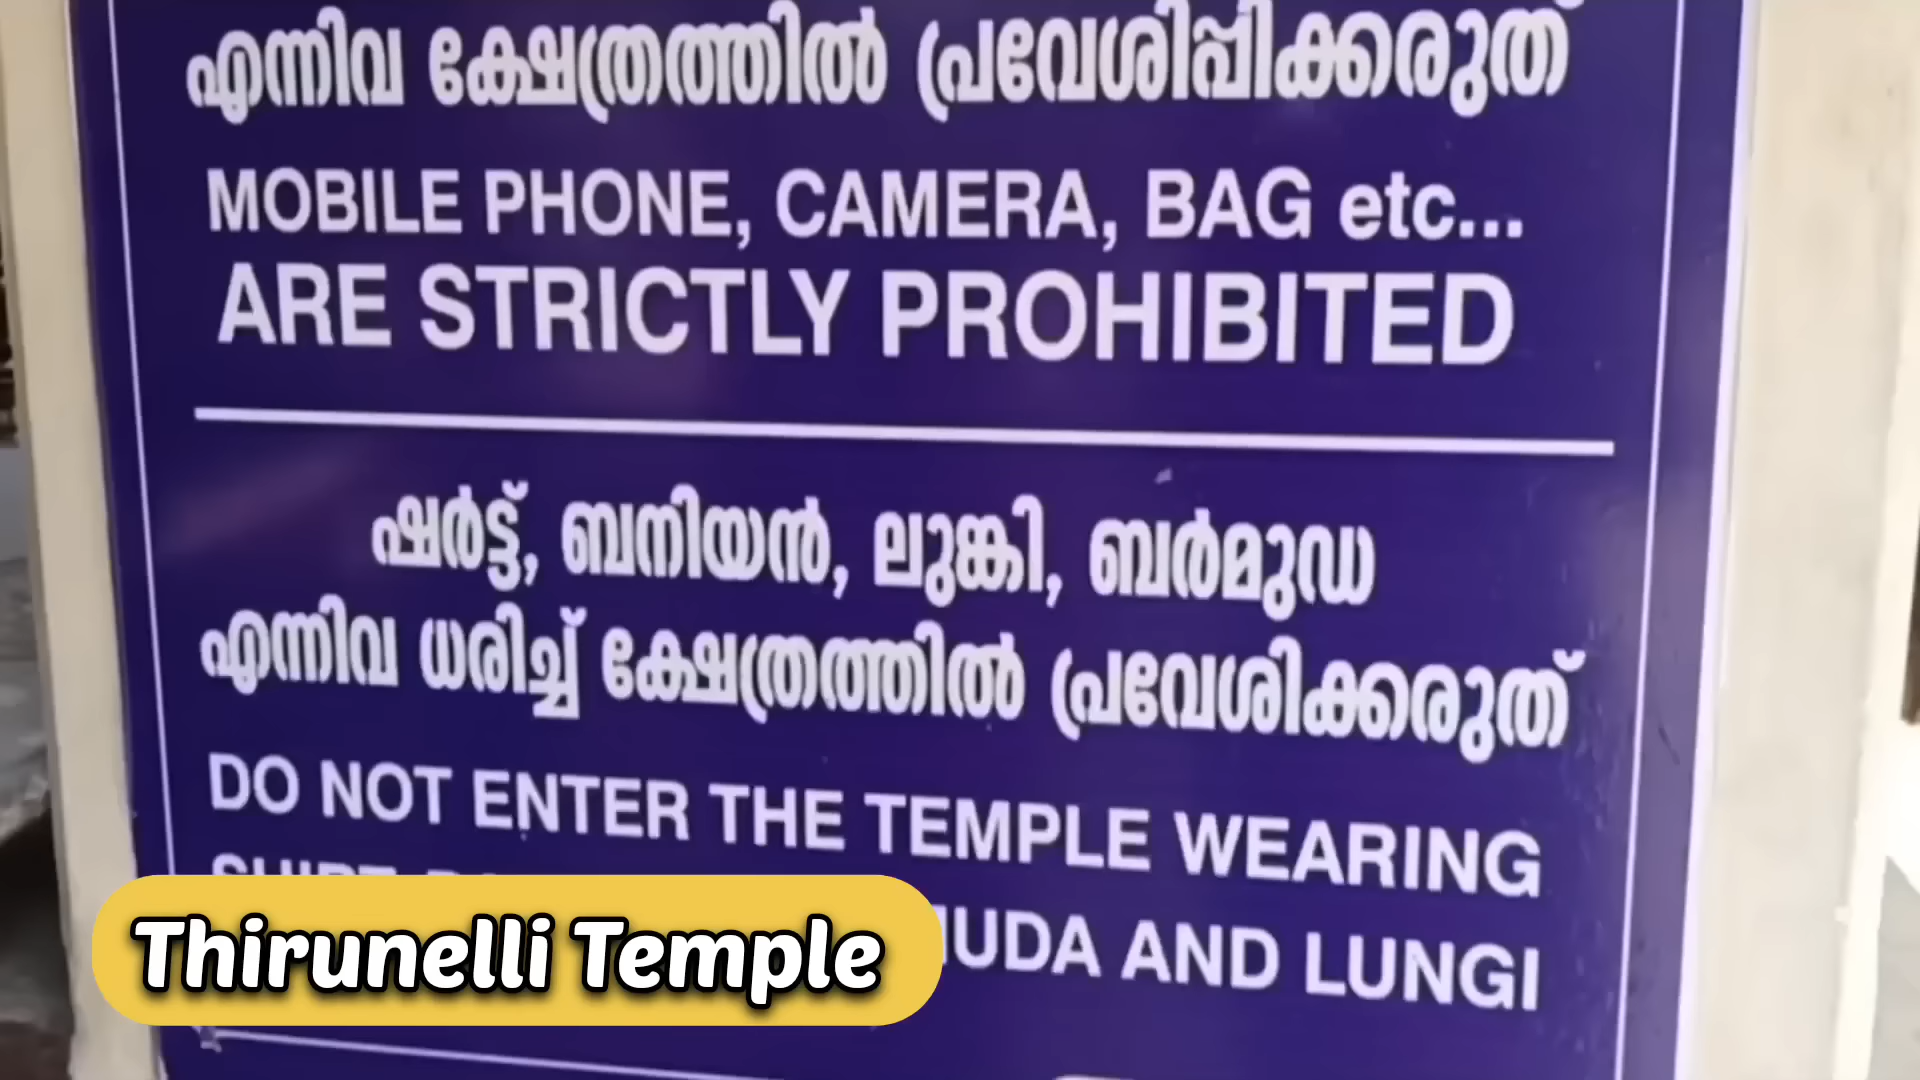 എന്നിവ ക്ഷേത്രത്തിൽ പ്രവേശിപ്പിക്കരുത്
MOBILE PHONE, CAMERA, BAG etc...
ARE STRICTLY PROHIBITED
ഷർട്ട്, ബനിയൻ, ലുങ്കി, ബർമുഡ
എന്നിവ ധരിച്ച് ക്ഷേത്രത്തിൽ പ്രവേശിക്കരുത്
DO NOT ENTER THE TEMPLE WEARING
AND LUNGI
Thirunelli Temple